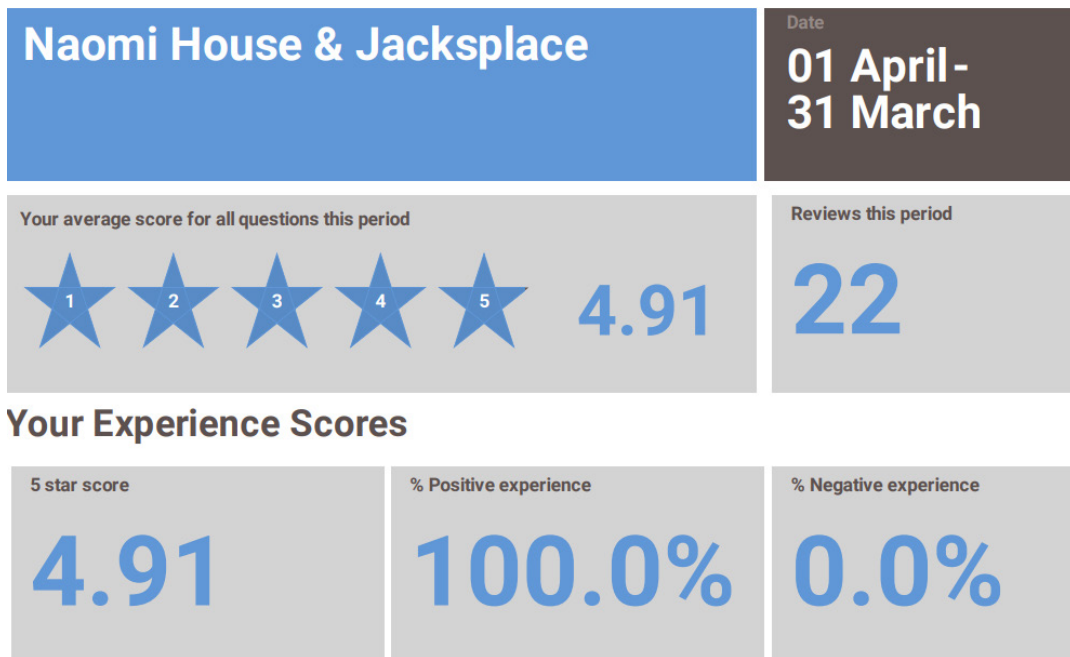 Naomi House & Jacksplace
Date
01 April-
31 March
Your average score for all questions this period
1 2 3 4 5 4.91
Reviews this period
22
Your Experience Scores
5 star score
4.91
% Positive experience
100.0%
% Negative experience
0.0%